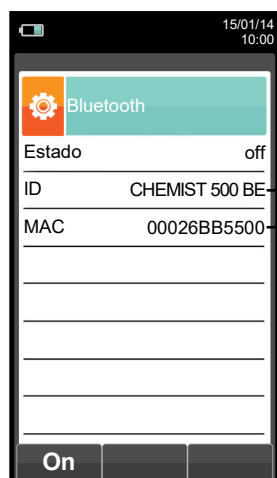 15/01/14
10:00
Bluetooth
Estado off
ID CHEMIST 500 BE
MAC 00026BB5500
On